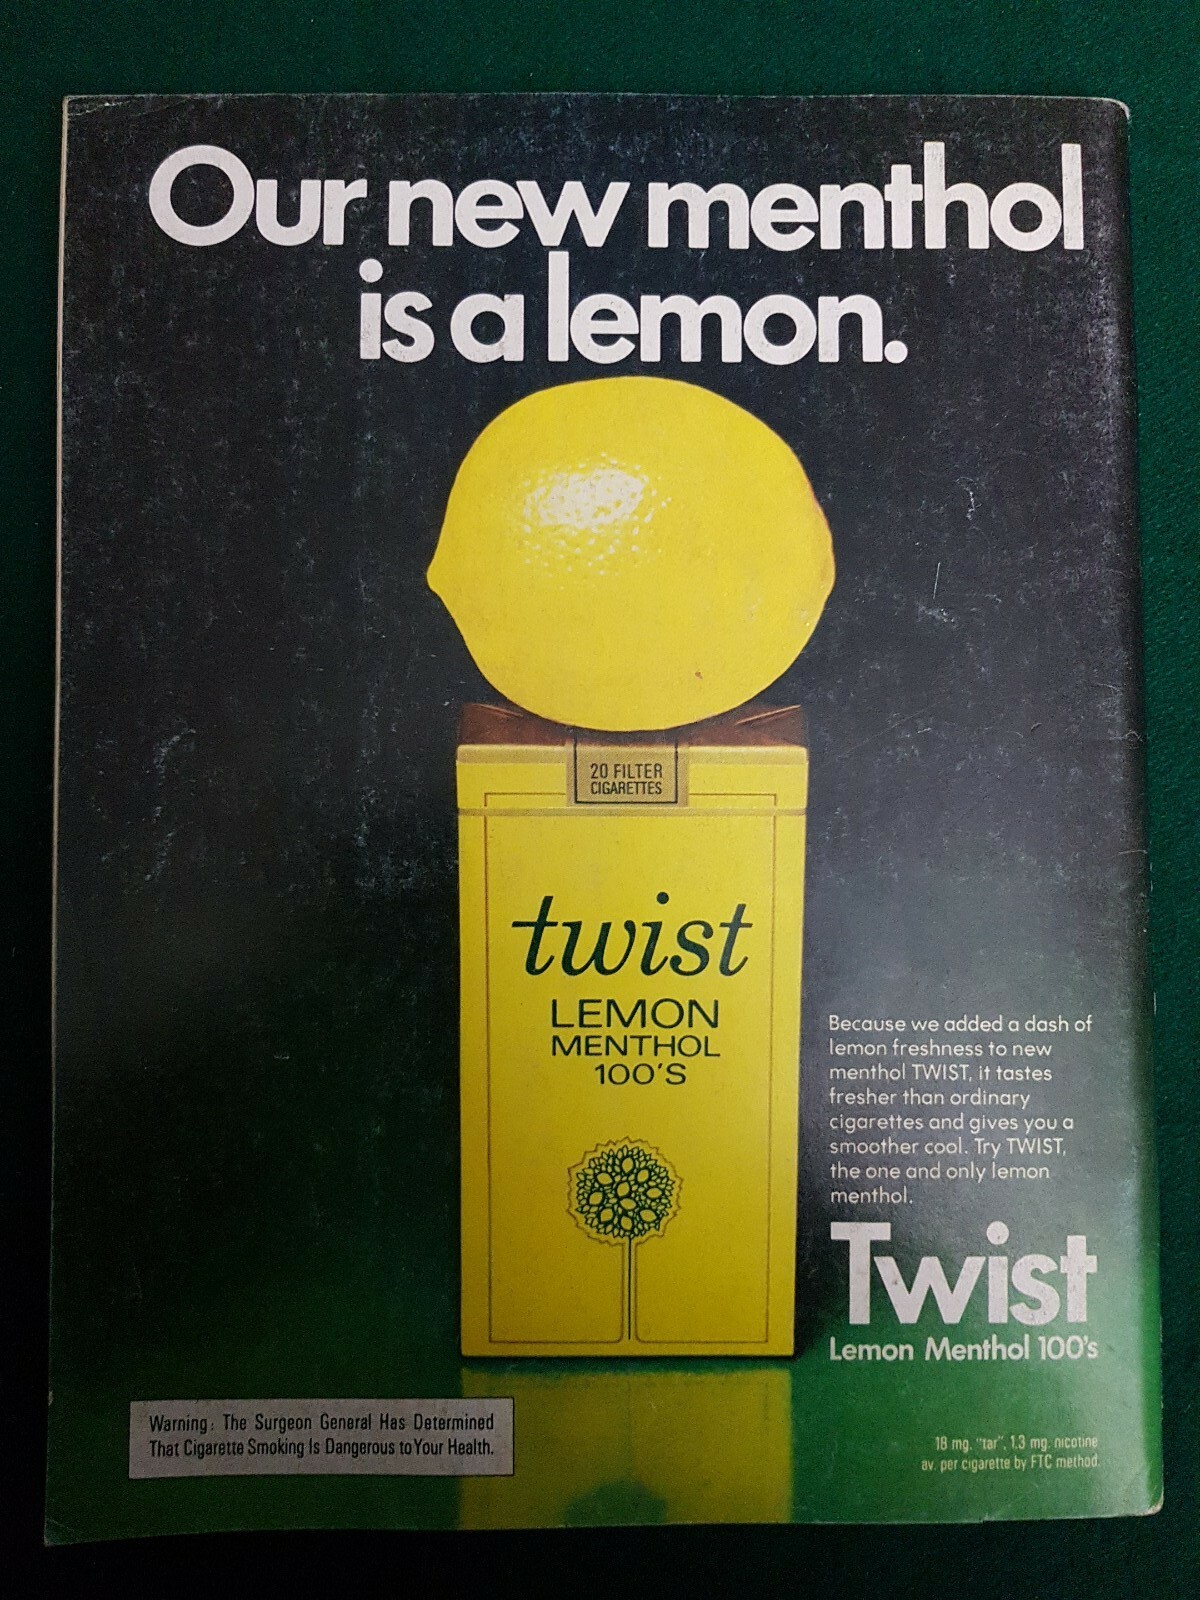 Our new menthol
is a lemon.
20 FILTER
CIGARETTES
twist
LEMON
MENTHOL
100'S
Because we added a dash of
lemon freshness to new
menthol TWIST, it tastes
fresher than ordinary
cigarettes and gives you a
smoother cool. Try TWIST,
the one and only lemon
menthol.
Twist
Lemon Menthol 100's
Warning: The Surgeon General Has Determined
That Cigarette Smoking Is Dangerous to Your Health.
18 mg. "tar", 1.3 mg. nicotine
av. per cigarette by FTC method.